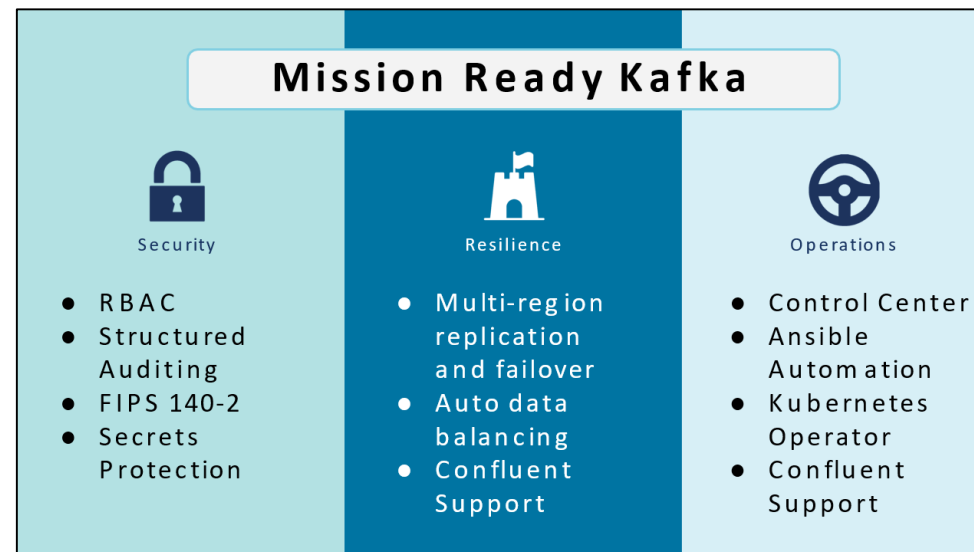 Mission Ready Kafka
Security
● RBAC
● Structured
Auditing
● FIPS 140-2
● Secrets
Protection
Resilience
● Multi-region
replication
and failover
● Auto data
balancing
● Confluent
Support
Operations
● Control Center
● Ansible
Automation
● Kubernetes
Operator
● Confluent
Support